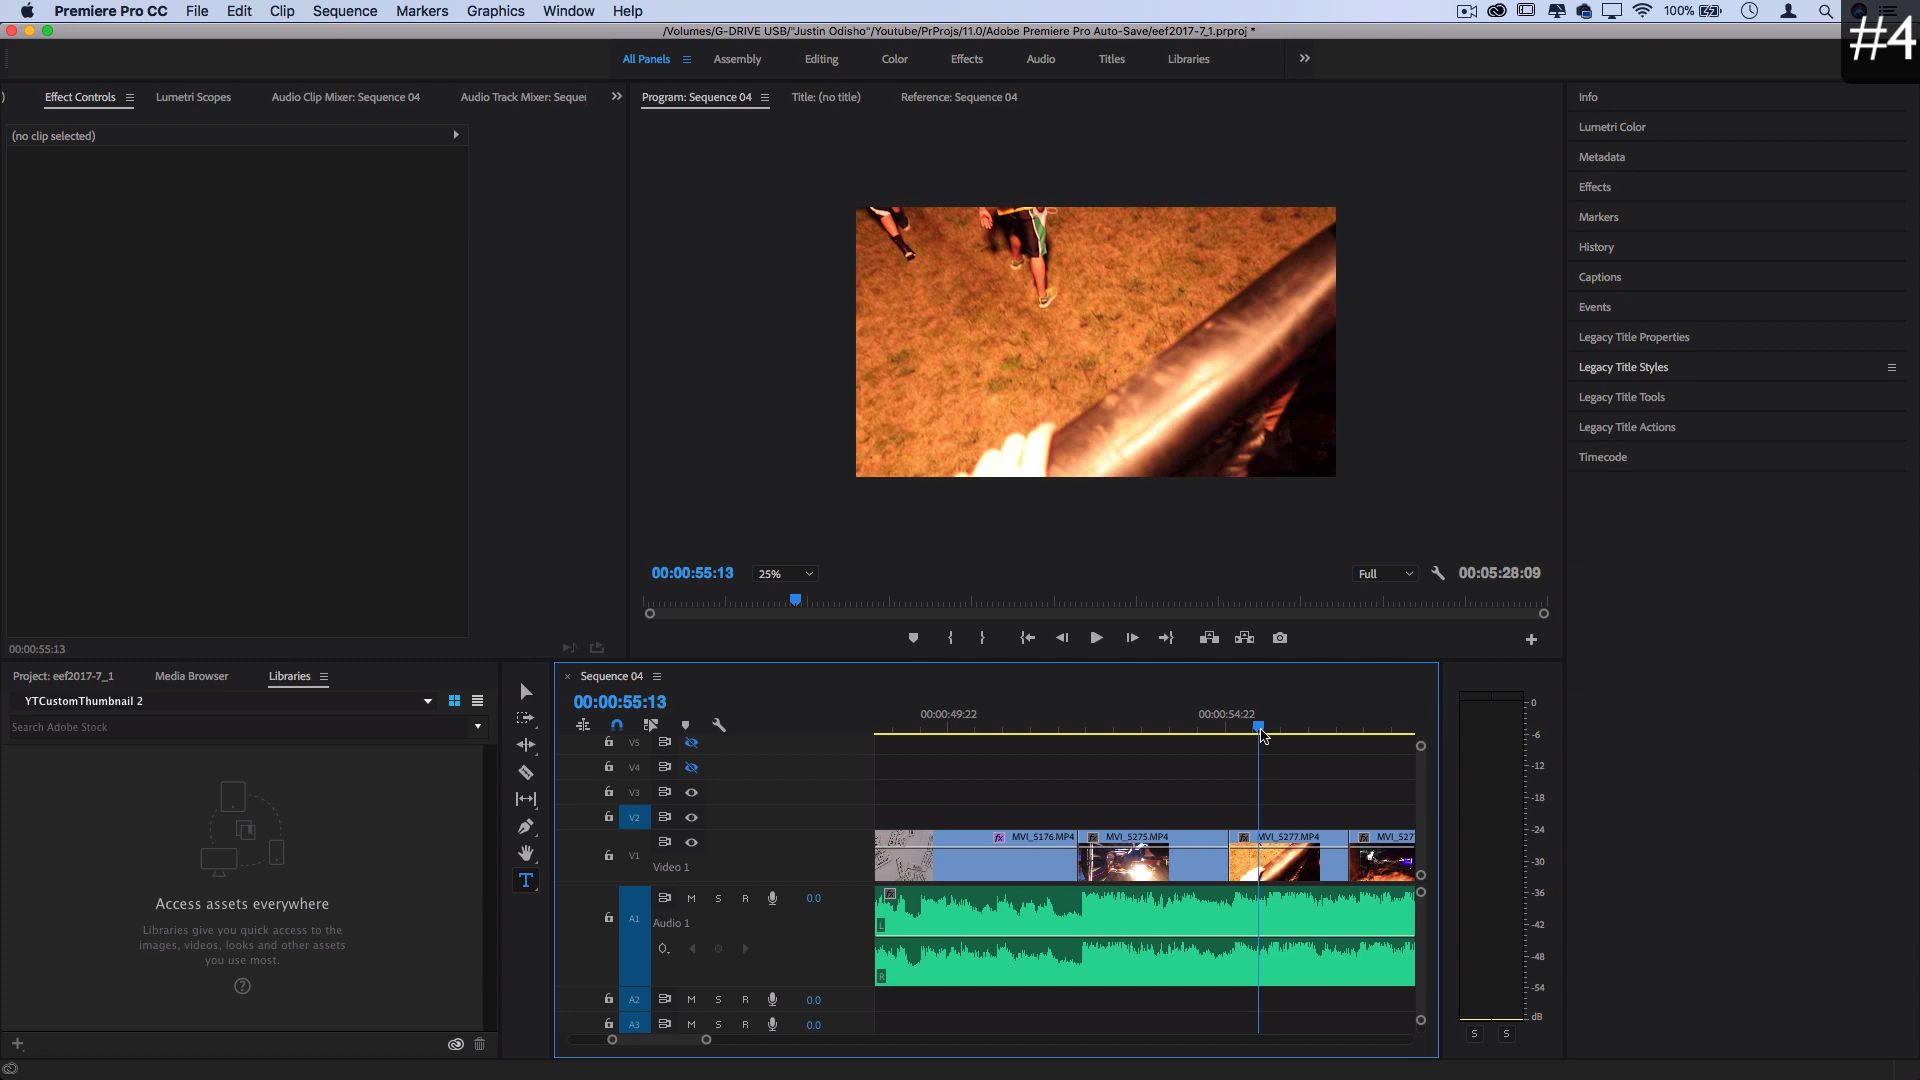 Premiere Pro CC File Edit Clip Sequence Markers Graphics Window Help 100%
#4
/Volumes/G-DRIVE USB/"Justin Odisho"/Youtube/PrProjs/11.0/Adobe Premiere Pro Auto-Save/eef2017-7_1.prproj *
All Panels Assembly Editing Color Effects Audio Titles Libraries
Effect Controls Lumetri Scopes Audio Clip Mixer: Sequence 04 Audio Track Mixer: Sequer
Program: Sequence 04 Title: (no title) Reference: Sequence 04
Info
(no clip selected)
Lumetri Color
Metadata
Effects
Markers
History
Captions
Events
Legacy Title Properties
Legacy Title Styles
Legacy Title Tools
Legacy Title Actions
Timecode
00:00:55:13 25% Full 00:05:28:09
00:00:55:13
Project: eef2017-7_1 Media Browser Libraries
YTCustomThumbnail 2
Search Adobe Stock
Access assets everywhere
Libraries give you quick access to the
images, videos, looks and other assets
you use most.
?
T
Sequence 04
00:00:55:13
00:00:49:22 00:00:54:22
V5
V4
V3
V2
V1
Video 1
fx MVI_5176.MP4 fx MVI_5275.MP4 fx MVI_5277.MP4 fx MVI_527
A1 M S R 0.0
Audio 1
fx
L
R
A2 M S R 0.0
A3 M S R 0.0
0
-6
-12
-18
-24
-30
-36
-42
-48
-54
dB
S S